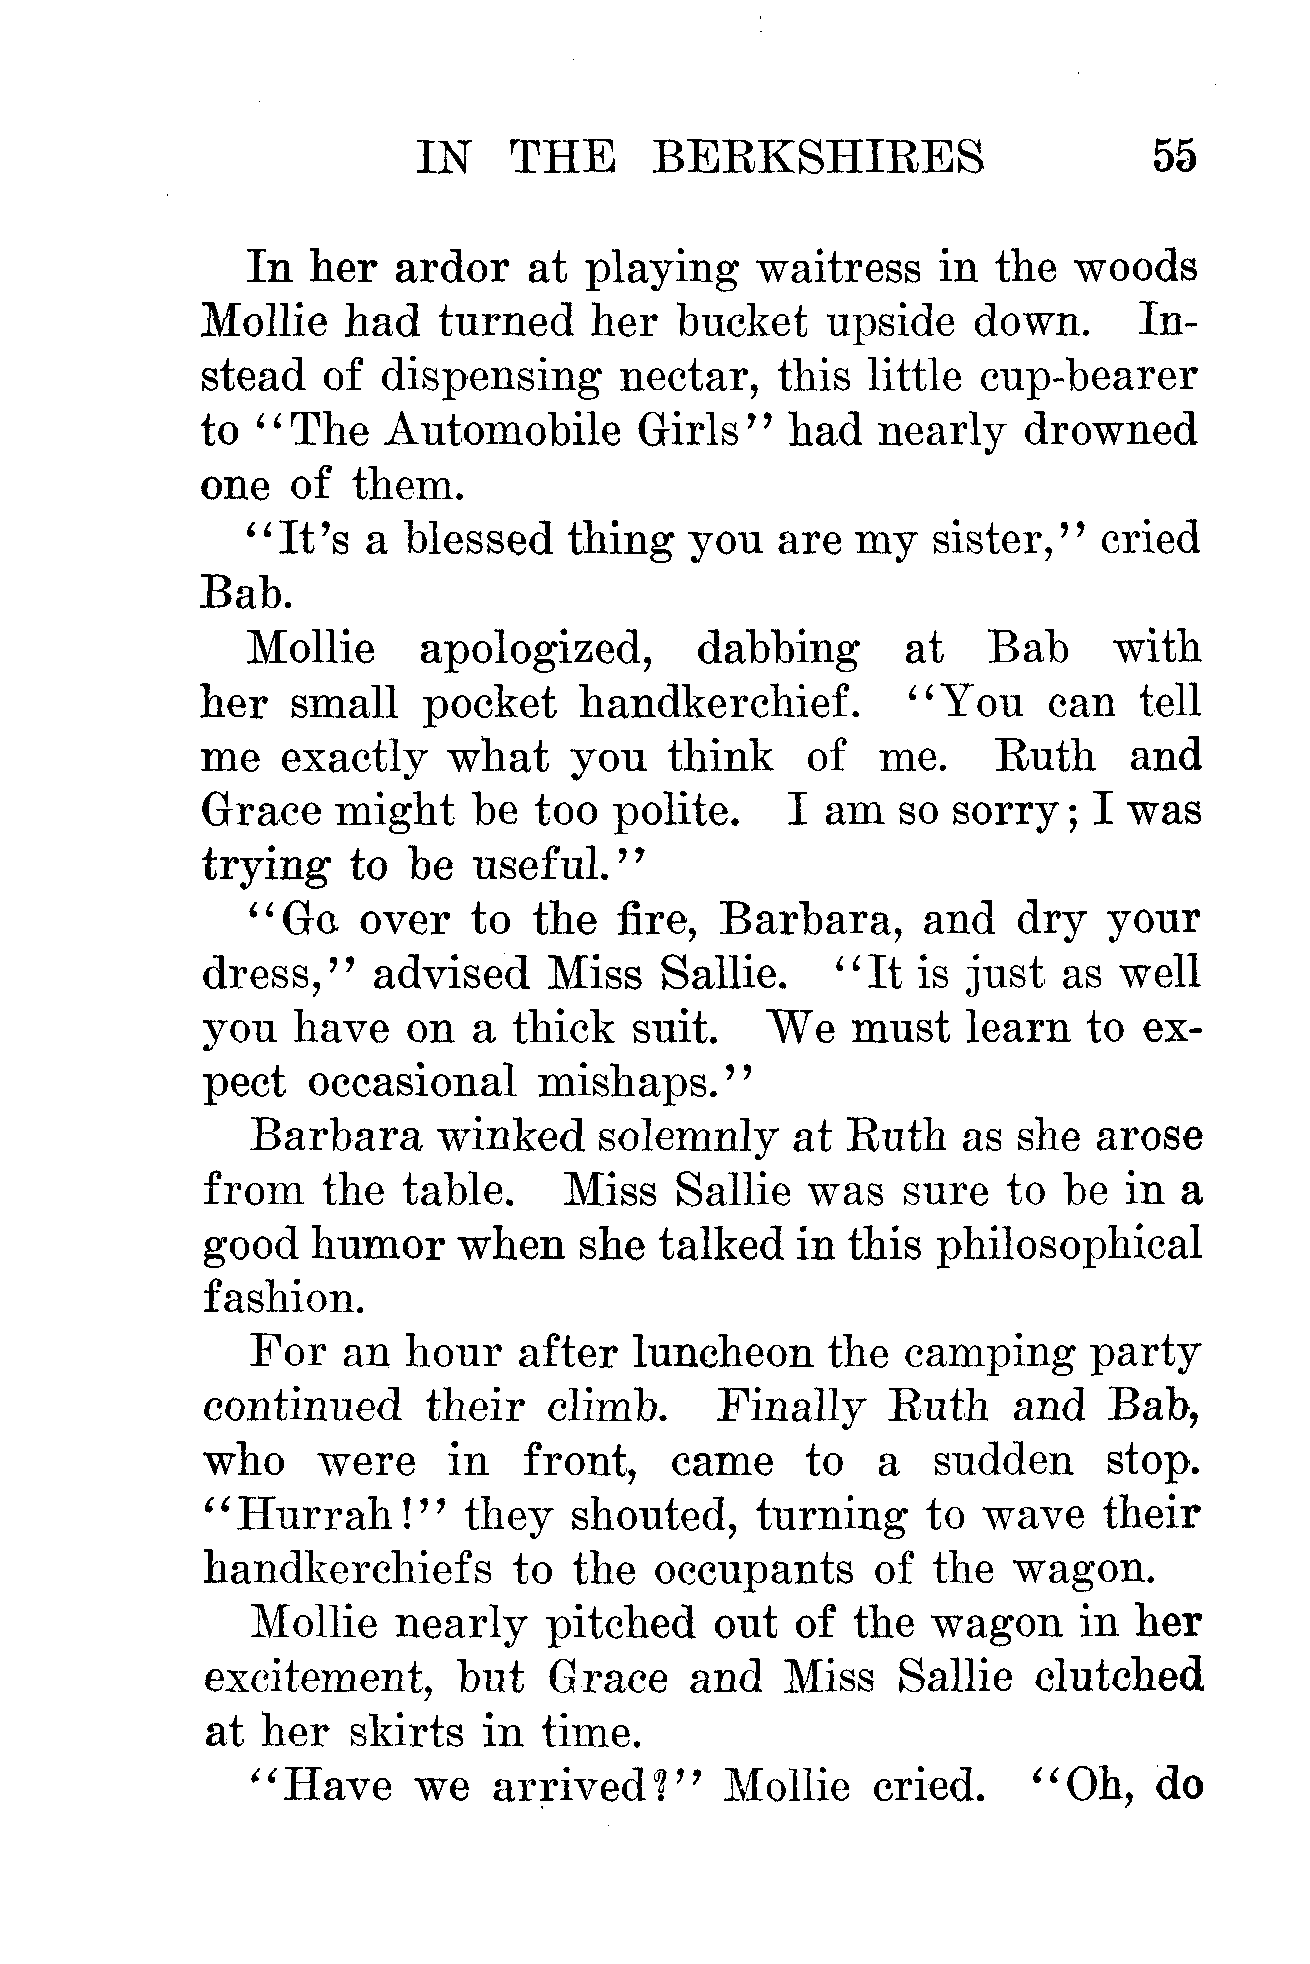 IN THE BERKSHIRES 55
In her ardor at playing waitress in the woods
Mollie had turned her bucket upside down. In-
stead of dispensing nectar, this little cup-bearer
to “The Automobile Girls” had nearly drowned
one of them.
“It’s a blessed thing you are my sister,” cried
Bab.
Mollie apologized, dabbing at Bab with
her small pocket handkerchief. “You can tell
me exactly what you think of me. Ruth and
Grace might be too polite. I am so sorry; I was
trying to be useful.”
“Go over to the fire, Barbara, and dry your
dress,” advised Miss Sallie. “It is just as well
you have on a thick suit. We must learn to ex-
pect occasional mishaps.”
Barbara winked solemnly at Ruth as she arose
from the table. Miss Sallie was sure to be in a
good humor when she talked in this philosophical
fashion.
For an hour after luncheon the camping party
continued their climb. Finally Ruth and Bab,
who were in front, came to a sudden stop.
“Hurrah!” they shouted, turning to wave their
handkerchiefs to the occupants of the wagon.
Mollie nearly pitched out of the wagon in her
excitement, but Grace and Miss Sallie clutched
at her skirts in time.
“Have we arrived?” Mollie cried. “Oh, do